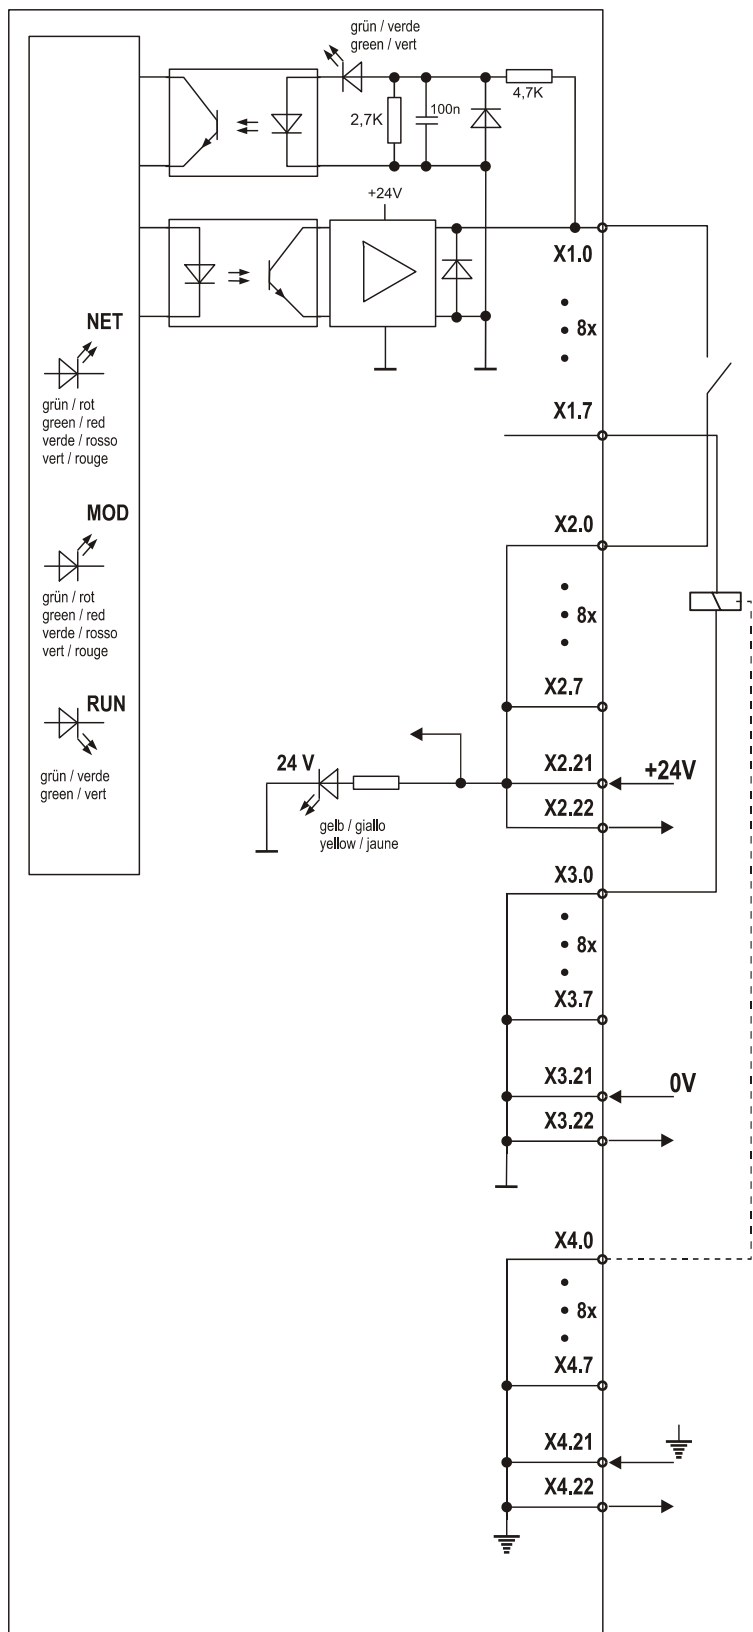 grün / verde
green / vert
2,7K
100n
4,7K
+24V
X1.0
8x
NET
grün / rot
green / red
verde / rosso
vert / rouge
X1.7
MOD
X2.0
grün / rot
green / red
verde / rosso
vert / rouge
8x
RUN
X2.7
grün / verde
green / vert
24 V
X2.21
+24V
gelb / giallo
yellow / jaune
X2.22
X3.0
8x
X3.7
X3.21
0V
X3.22
X4.0
8x
X4.7
X4.21
X4.22